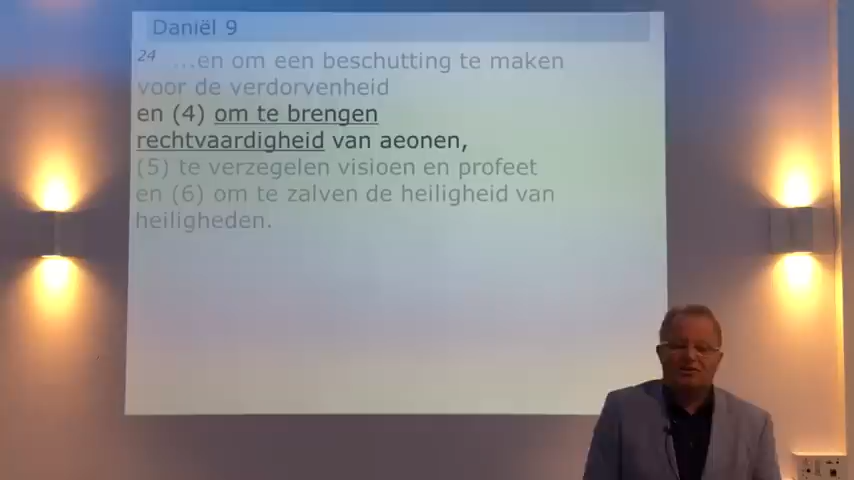 Daniël 9
24 ...en om een beschutting te maken
voor de verdorvenheid
en (4) om te brengen
rechtvaardigheid van aeonen,
(5) te verzegelen visioen en profeet
en (6) om te zalven de heiligheid van
heiligheden.